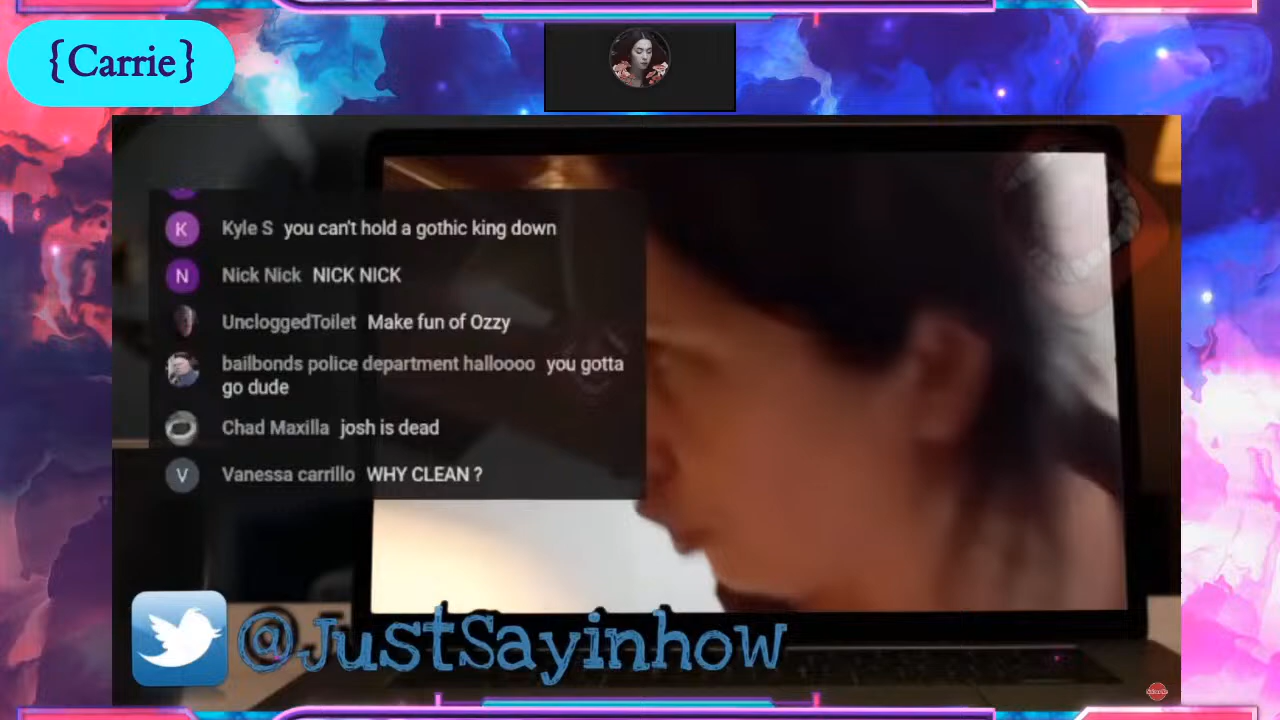 {Carrie}
Kyle S you can't hold a gothic king down
K
Nick Nick NICK NICK
N
UncloggedToilet Make fun of Ozzy
bailbonds police department halloooo you gotta
go dude
Chad Maxilla josh is dead
Vanessa carrillo WHY CLEAN ?
V
@JustSayinhow